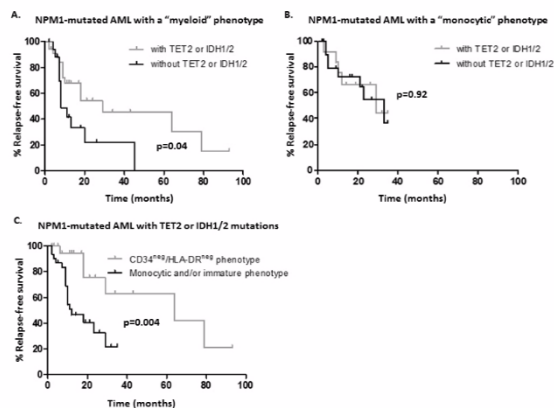 A.
NPM1-mutated AML with a "myeloid" phenotype
with TET2 or IDH1/2
without TET2 or IDH1/2
% Relapse-free survival
100
80
60
40
20
0
p=0.04
0 20 40 60 80 100
Time (months)
B.
NPM1-mutated AML with a "monocytic" phenotype
with TET2 or IDH1/2
without TET2 or IDH1/2
% Relapse-free survival
100
80
60
40
20
0
p=0.92
0 20 40 60 80 100
Time (months)
C.
NPM1-mutated AML with TET2 or IDH1/2 mutations
CD34neg/HLA-DRneg phenotype
Monocytic and/or immature phenotype
% Relapse-free survival
100
80
60
40
20
0
p=0.004
0 20 40 60 80 100
Time (months)